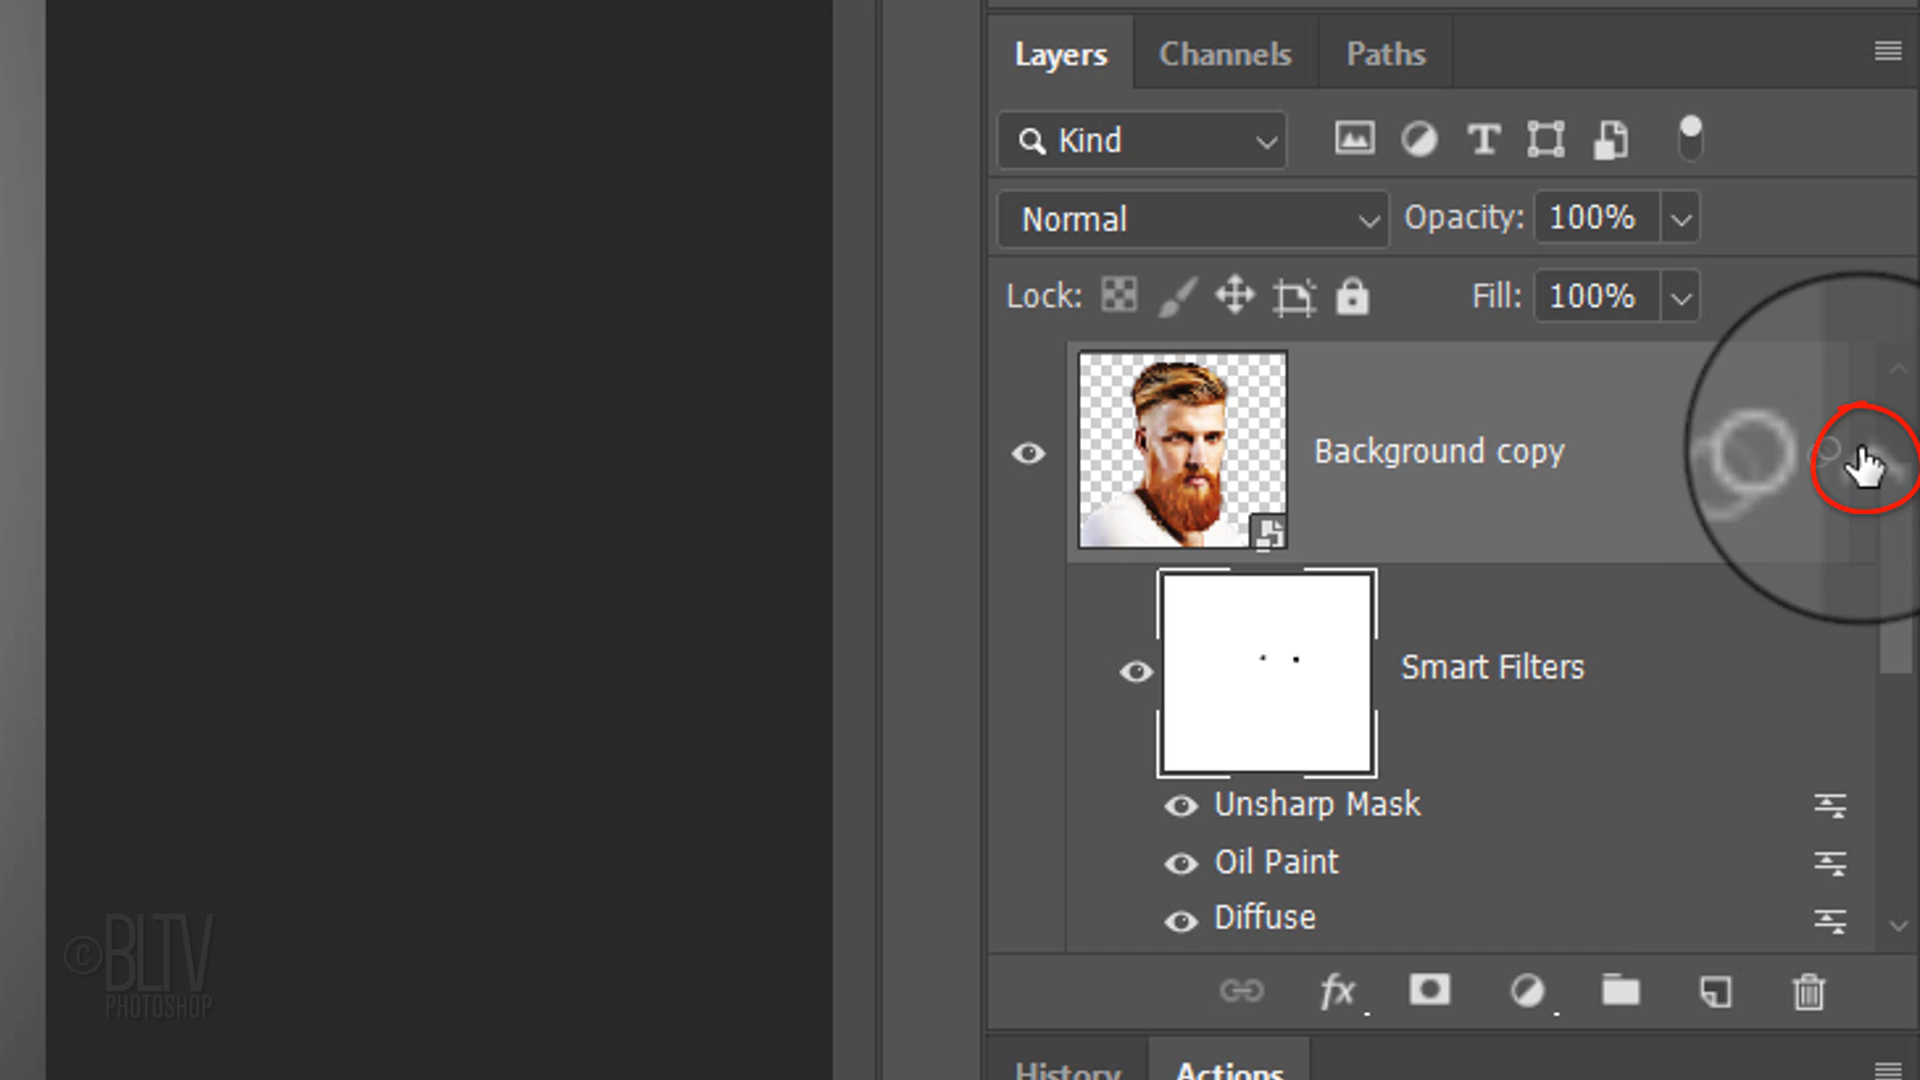 Layers Channels Paths
Kind
Normal Opacity: 100%
Lock: Fill: 100%
Background copy
Smart Filters
Unsharp Mask
Oil Paint
Diffuse
fx
History Actions
©BLTV
PHOTOSHOP